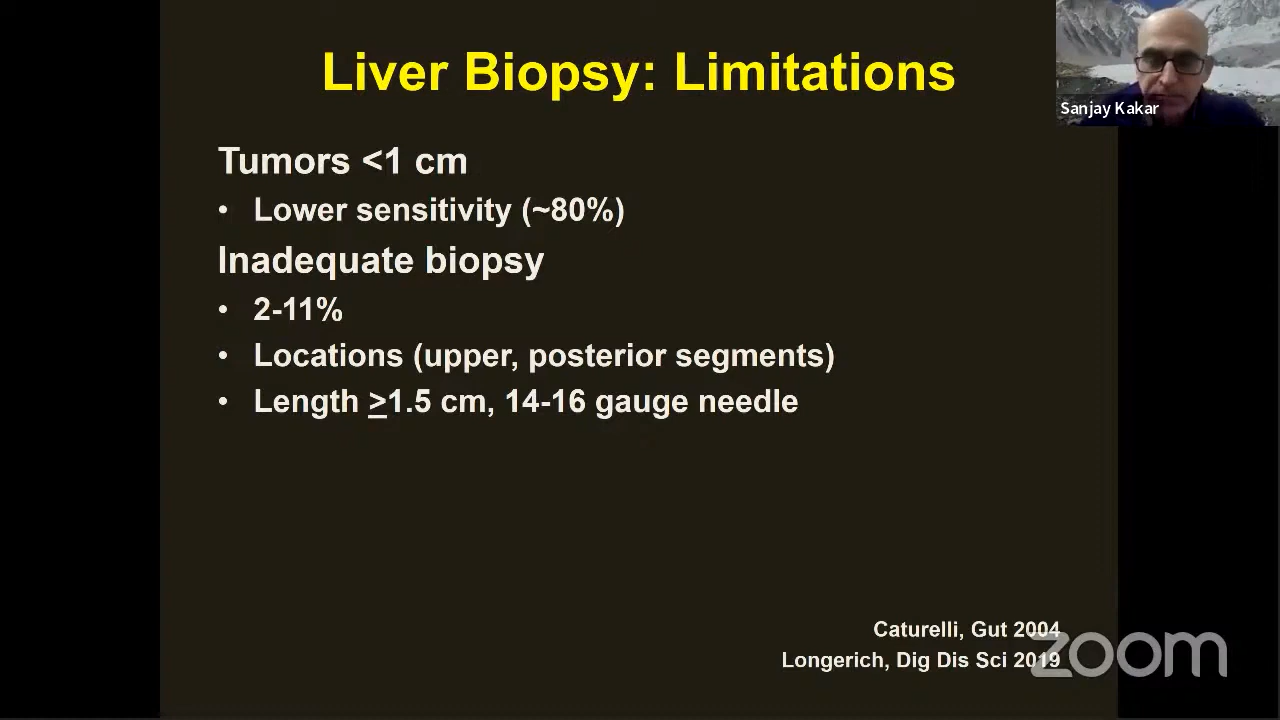 Liver Biopsy: Limitations
Sanjay Kakar
Tumors <1 cm
• Lower sensitivity (~80%)
Inadequate biopsy
• 2-11%
• Locations (upper, posterior segments)
• Length >1.5 cm, 14-16 gauge needle
Caturelli, Gut 2004
Longerich, Dig Dis Sci 2019
zoom